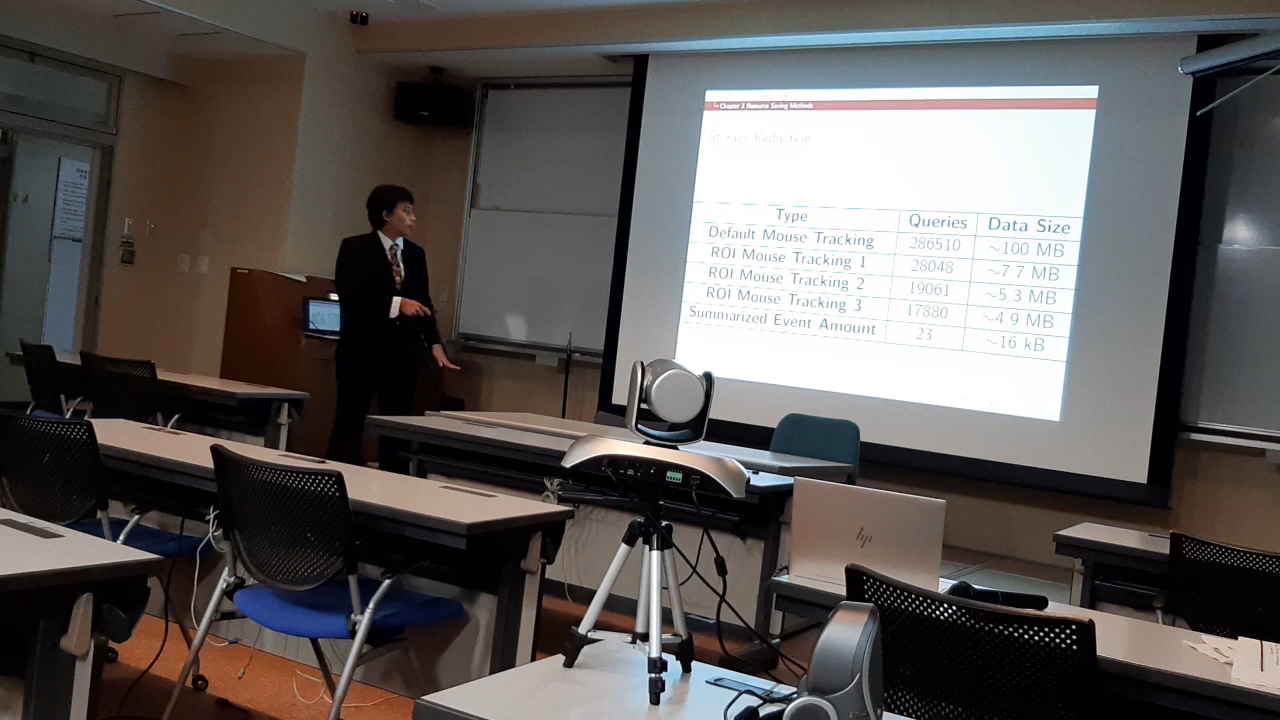 Chapter 3 Resource Saving Methods
Storage Reduction
Type Queries Data Size
Default Mouse Tracking 286510 ~100 MB
ROI Mouse Tracking 1 28048 ~7.7 MB
ROI Mouse Tracking 2 19061 ~5.3 MB
ROI Mouse Tracking 3 17880 ~4.9 MB
Summarized Event Amount 23 ~16 kB
hp